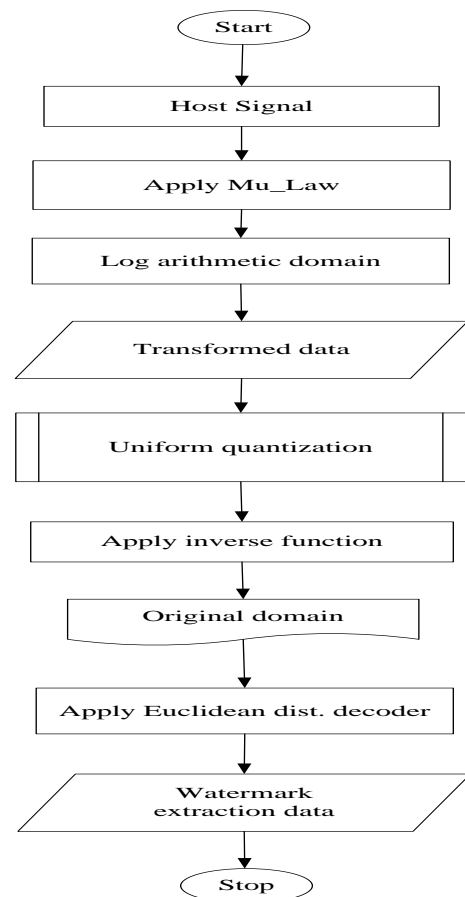 Start
Host Signal
Apply Mu_Law
Log arithmetic domain
Transformed data
Uniform quantization
Apply inverse function
Original domain
Apply Euclidean dist. decoder
Watermark
extraction data
Stop